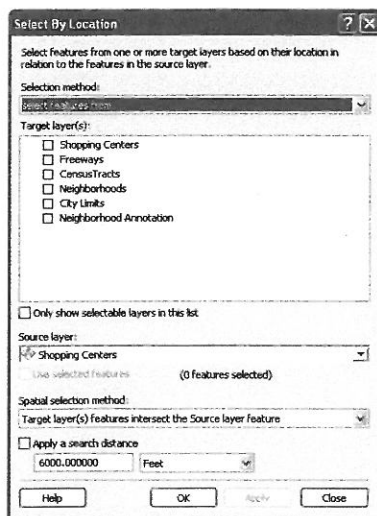 Select By Location
Select features from one or more target layers based on their location in
relation to the features in the source layer.
Selection method:
select features from
Target layer(s):
Shopping Centers
Freeways
CensusTracts
Neighborhoods
City Limits
Neighborhood Annotation
Only show selectable layers in this list
Source layer:
Shopping Centers
Use selected features (0 features selected)
Spatial selection method:
Target layer(s) features intersect the Source layer feature
Apply a search distance
6000.000000 Feet
Help OK Apply Close